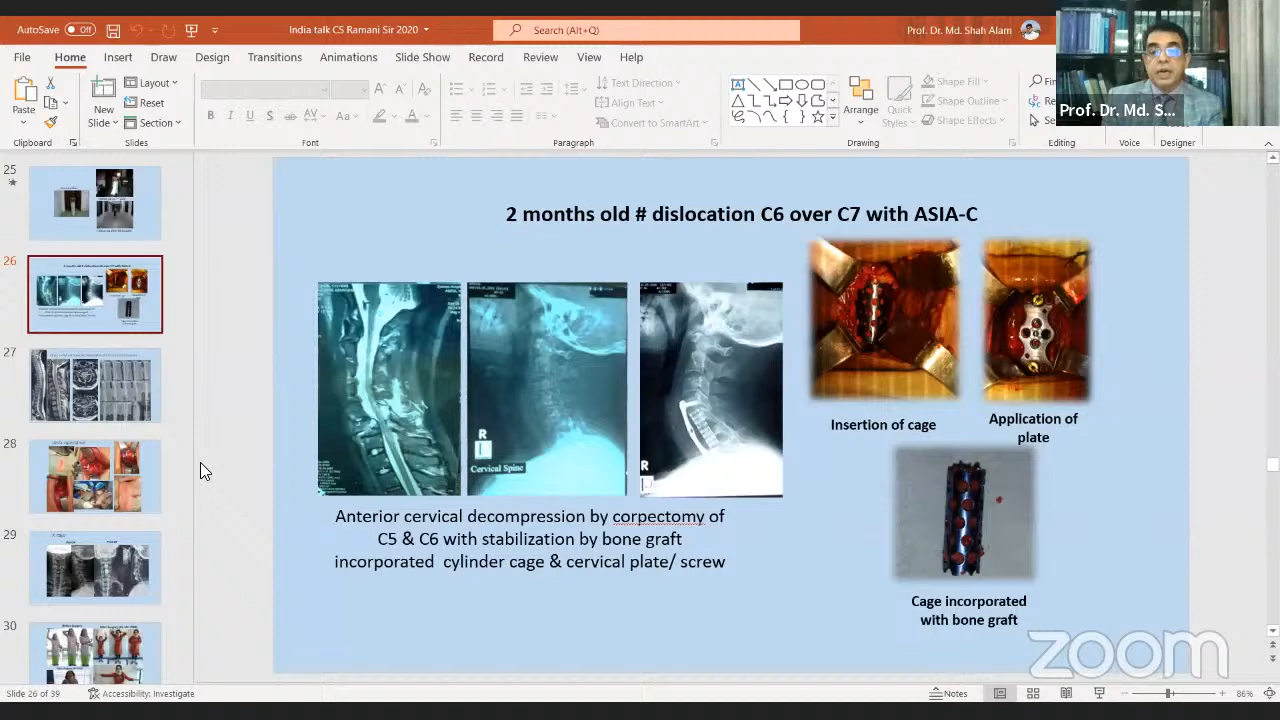 AutoSave
Off
India talk CS Ramani Sir 2020
Search (Alt+Q)
Prof. Dr. Md. Shah Alam
File Home Insert Draw Design Transitions Animations Slide Show Recording Review View Help
Paste
New
Slide
Layout
Reset
Section
B I U S ab AV Aa A
Text Direction
Align Text
Convert to SmartArt
Arrange
Quick
Styles
Shape Fill
Shape Outline
Shape Effects
Prof. Dr. Md. S...
Clipboard Slides Font Paragraph Drawing Editing Voice Designer
25
26
27
28
29
30
2 months old # dislocation C6 over C7 with ASIA-C
R
L
Cervical Spine
R
Insertion of cage
Application of
plate
Anterior cervical decompression by corpectomy of
C5 & C6 with stabilization by bone graft
incorporated cylinder cage & cervical plate/ screw
Cage incorporated
with bone graft
zoom
Slide 26 of 39
Accessibility: Investigate
Notes
86%